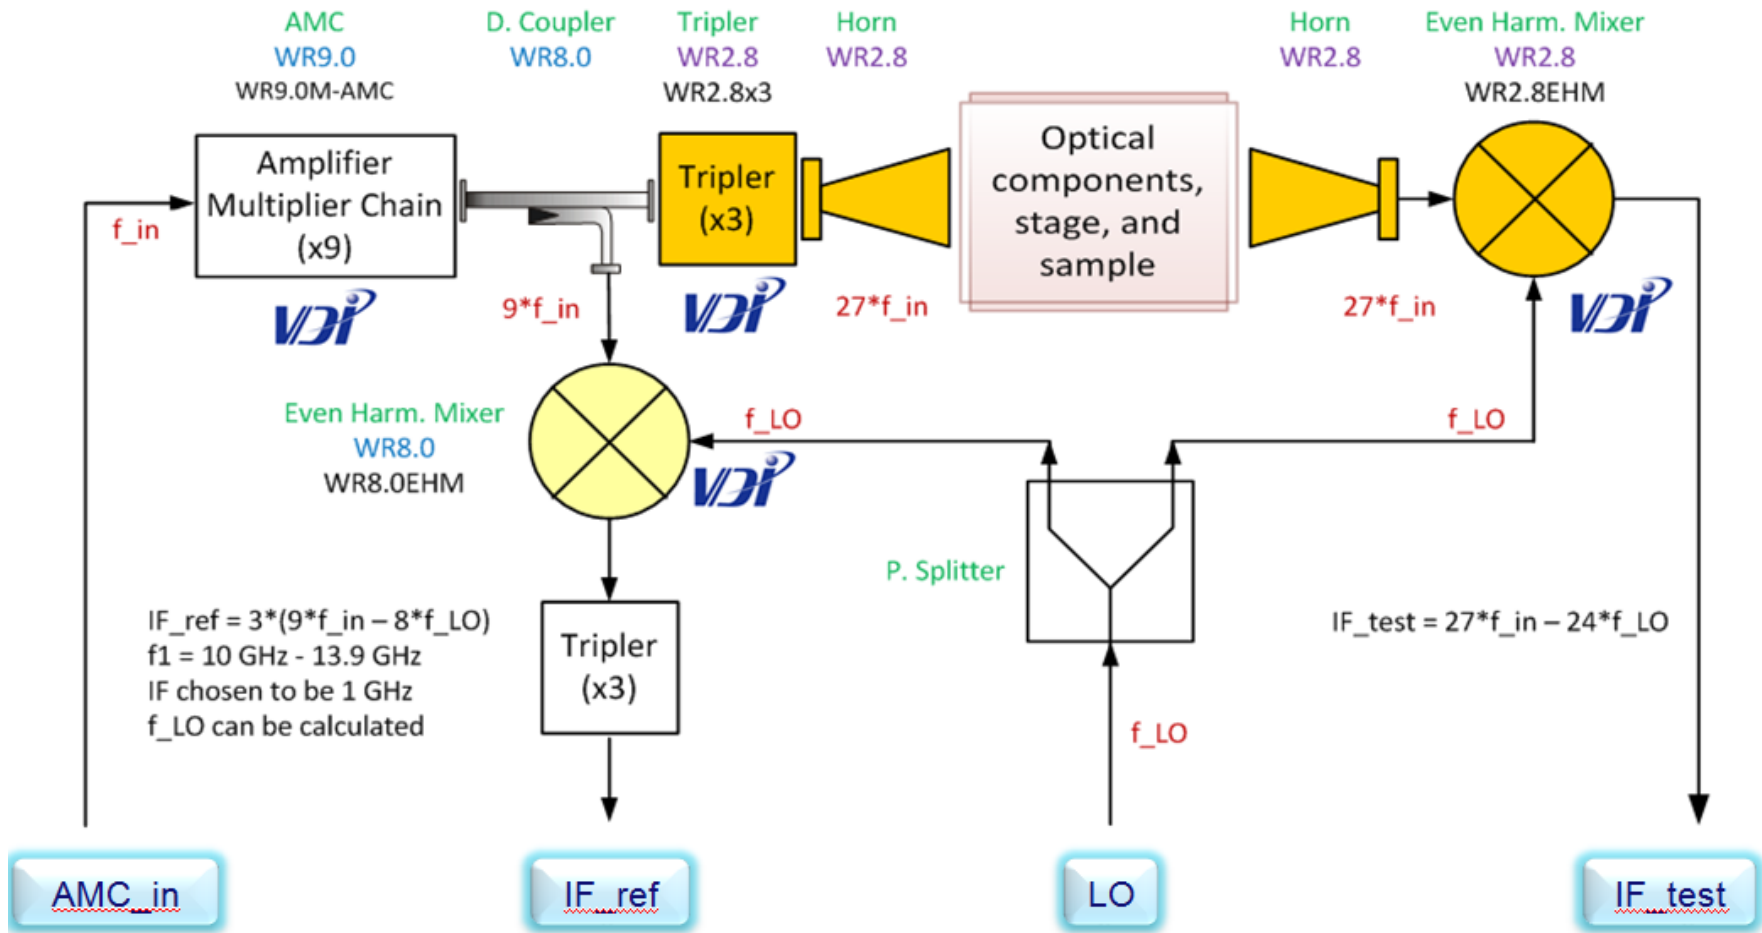 AMC
WR9.0
WR9.0M-AMC
D. Coupler
WR8.0
Tripler
WR2.8
WR2.8x3
Horn
WR2.8
Horn
WR2.8
Even Harm. Mixer
WR2.8
WR2.8EHM
Amplifier
Multiplier Chain
(x9)
Tripler
(x3)
Optical
components,
stage, and
sample
f_in
VDI
9*f_in
VDI
27*f_in
27*f_in
VDI
Even Harm. Mixer
WR8.0
WR8.0EHM
f_LO
f_LO
VDI
P. Splitter
IF_ref = 3*(9*f_in – 8*f_LO)
f1 = 10 GHz - 13.9 GHz
IF chosen to be 1 GHz
f_LO can be calculated
Tripler
(x3)
IF_test = 27*f_in – 24*f_LO
f_LO
AMC_in
IF_ref
LO
IF_test